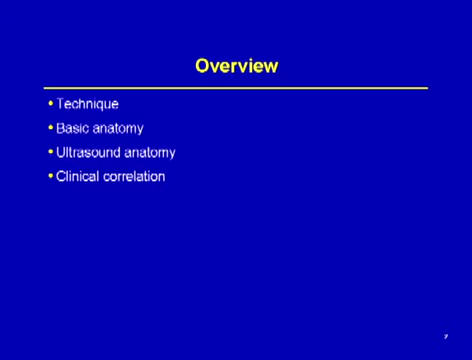 Overview
• Technique
• Basic anatomy
• Ultrasound anatomy
• Clinical correlation
7